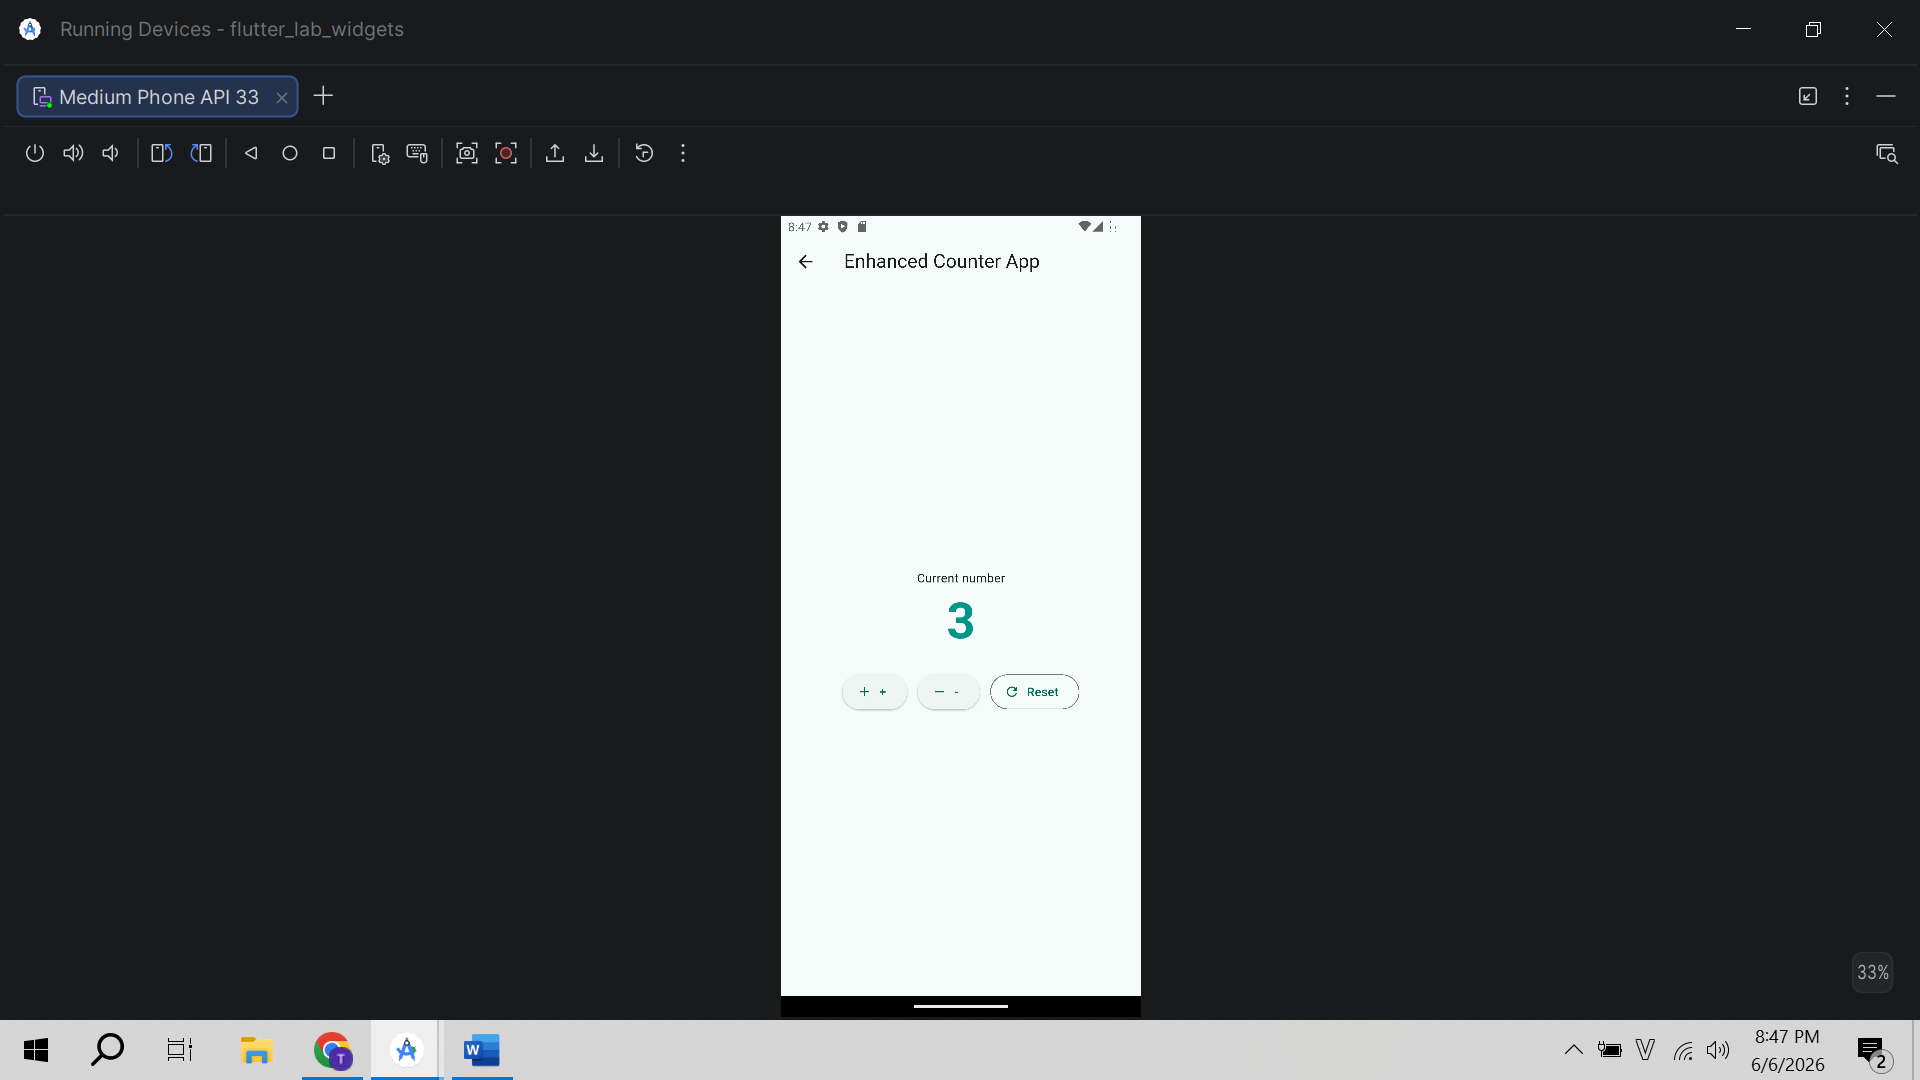 Running Devices - flutter_lab_widgets
Medium Phone API 33
8:47
Enhanced Counter App
Current number
3
+ +
− -
Reset
33%
T
W
8:47 PM
6/6/2026
2